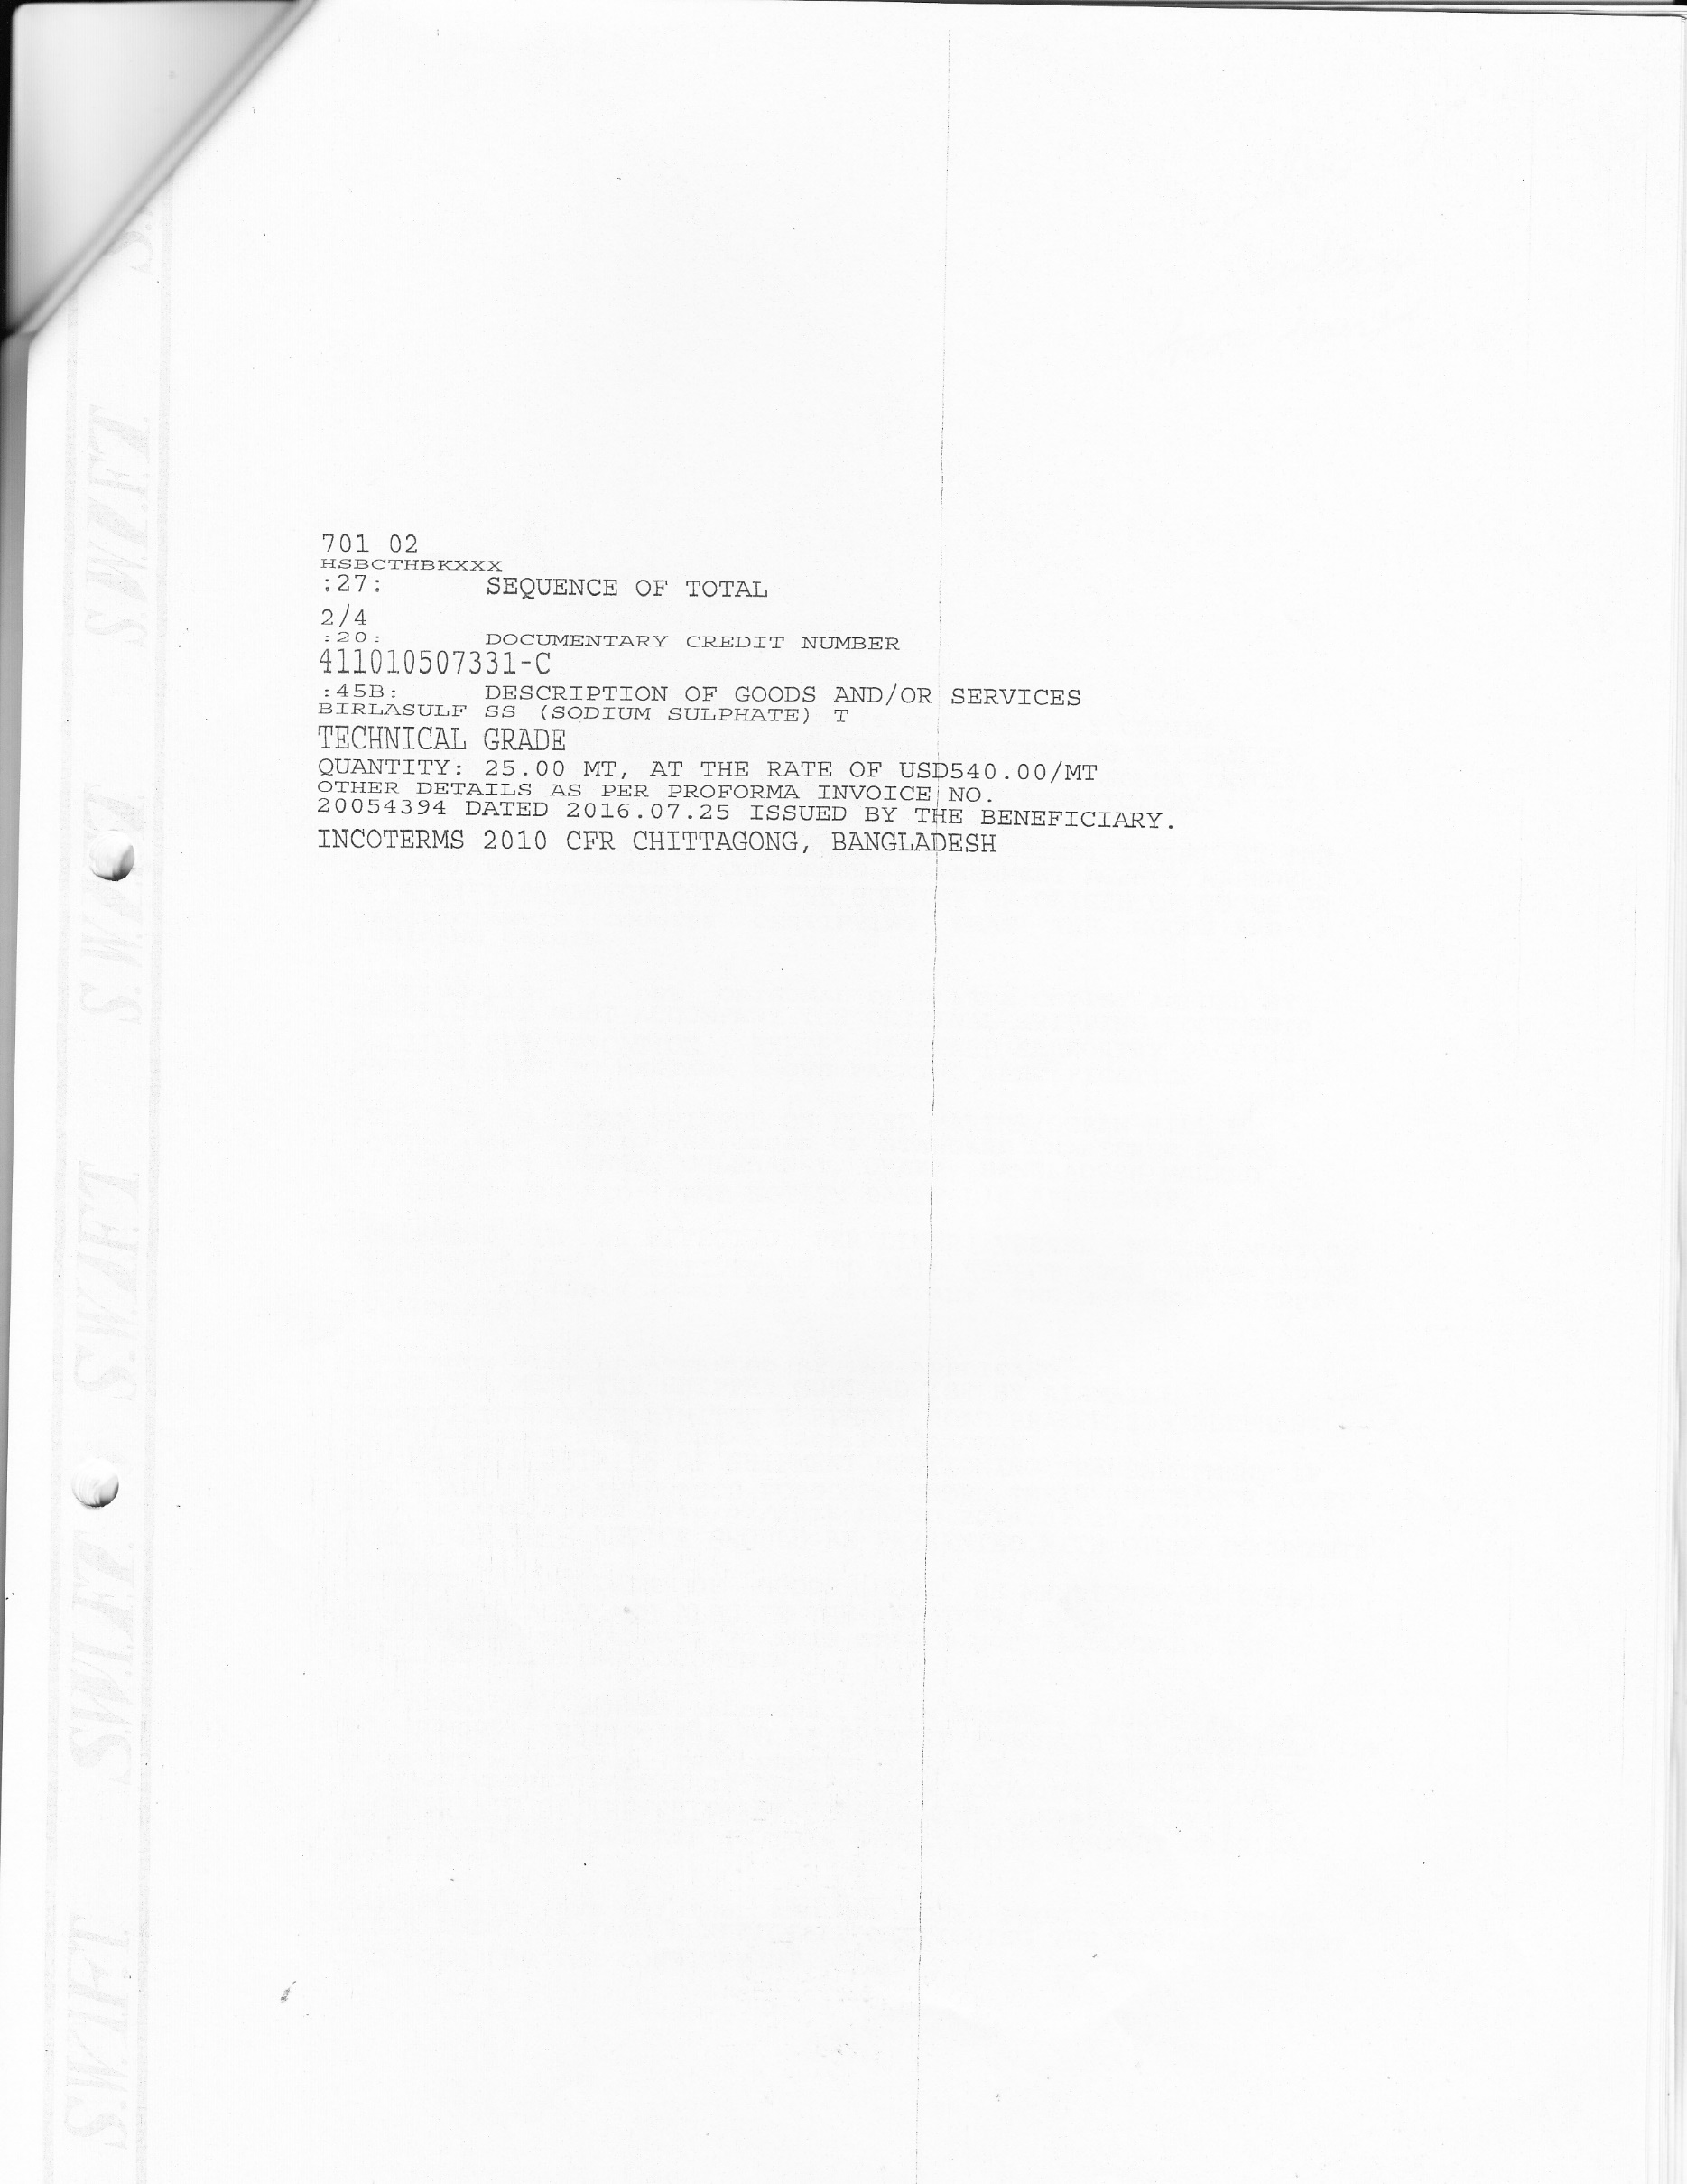 701 02
HSBCTHBKXXX
:27: SEQUENCE OF TOTAL
2/4
:20: DOCUMENTARY CREDIT NUMBER
411010507331-C
:45B: DESCRIPTION OF GOODS AND/OR SERVICES
BIRLASULF SS (SODIUM SULPHATE) T
TECHNICAL GRADE
QUANTITY: 25.00 MT, AT THE RATE OF USD540.00/MT
OTHER DETAILS AS PER PROFORMA INVOICE NO.
20054394 DATED 2016.07.25 ISSUED BY THE BENEFICIARY.
INCOTERMS 2010 CFR CHITTAGONG, BANGLADESH
S.W.I.F.T.
S.W.I.F.T.
S.W.I.F.T.
S.W.I.F.T.
S.W.I.F.T.